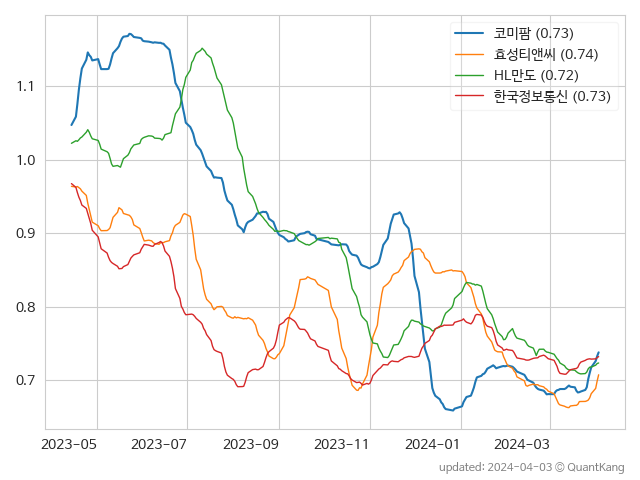 코미팜 (0.73)
효성티앤씨 (0.74)
HL만도 (0.72)
한국정보통신 (0.73)
1.1
1.0
0.9
0.8
0.7
2023-05 2023-07 2023-09 2023-11 2024-01 2024-03
updated: 2024-04-03 © QuantKang